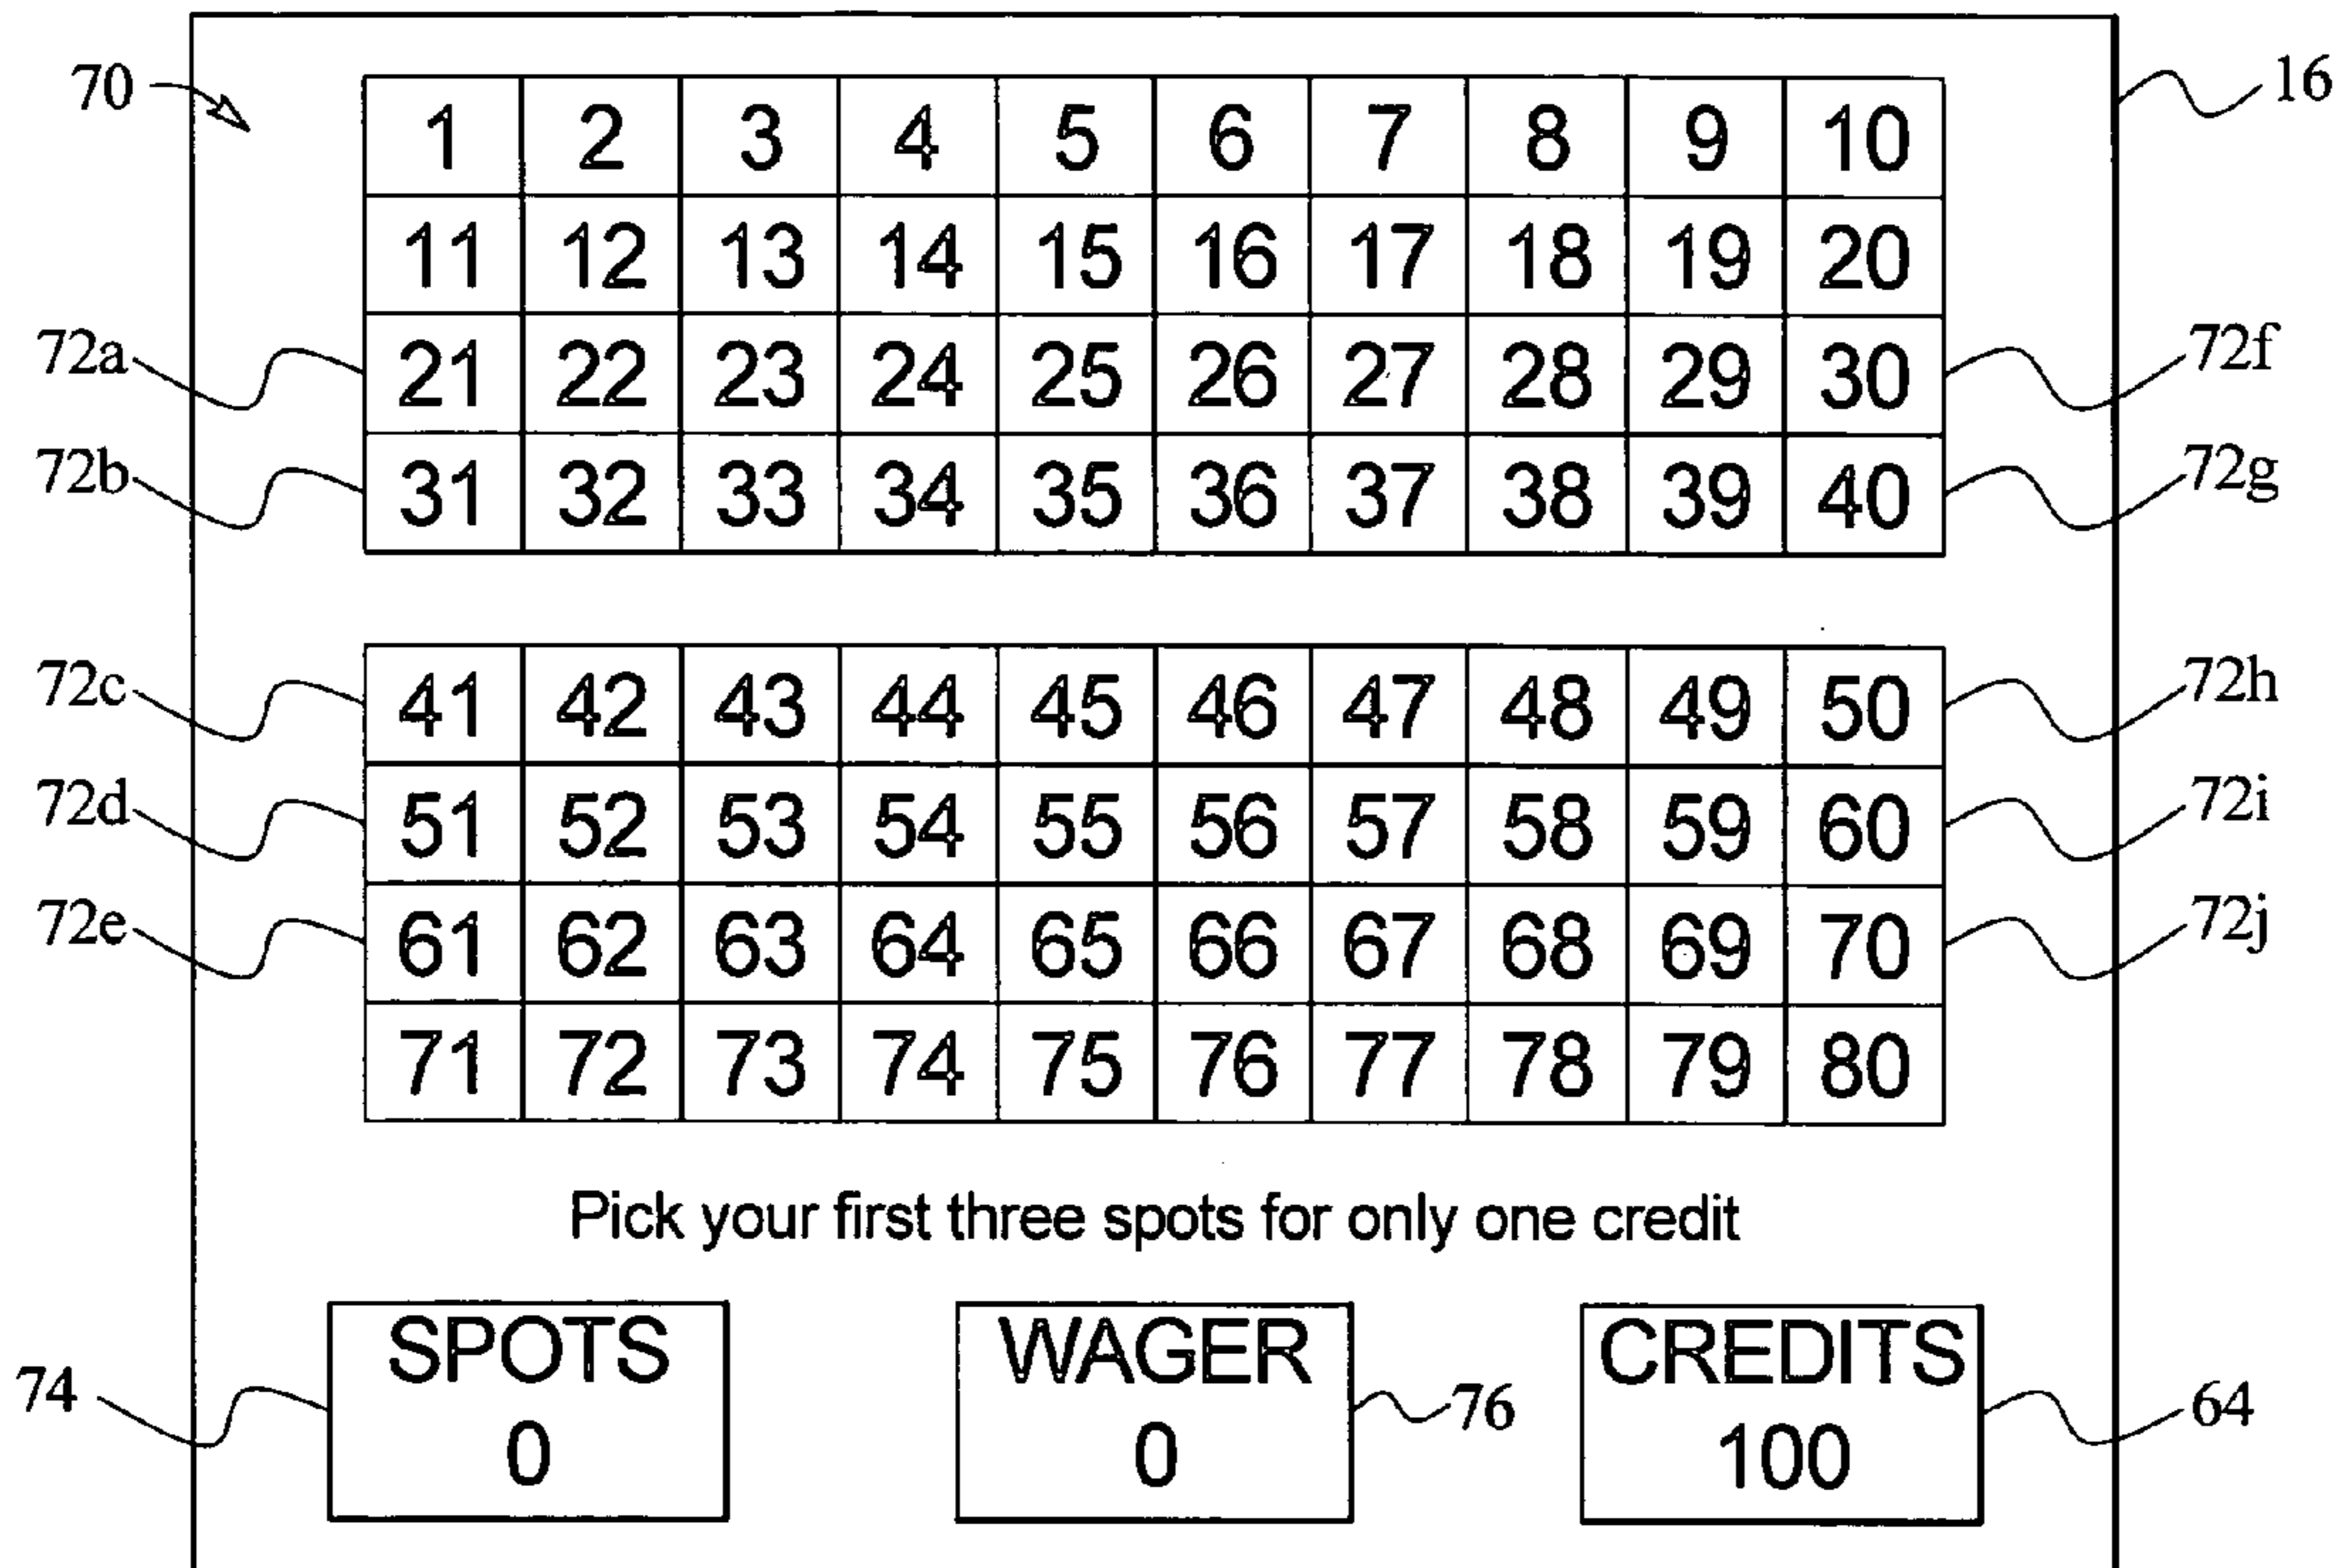 70 16
1 2 3 4 5 6 7 8 9 10
11 12 13 14 15 16 17 18 19 20
72a 21 22 23 24 25 26 27 28 29 30 72f
72b 31 32 33 34 35 36 37 38 39 40 72g
72c 41 42 43 44 45 46 47 48 49 50 72h
72d 51 52 53 54 55 56 57 58 59 60 72i
72e 61 62 63 64 65 66 67 68 69 70 72j
71 72 73 74 75 76 77 78 79 80
Pick your first three spots for only one credit
SPOTS WAGER CREDITS
74 76 64
0 0 100